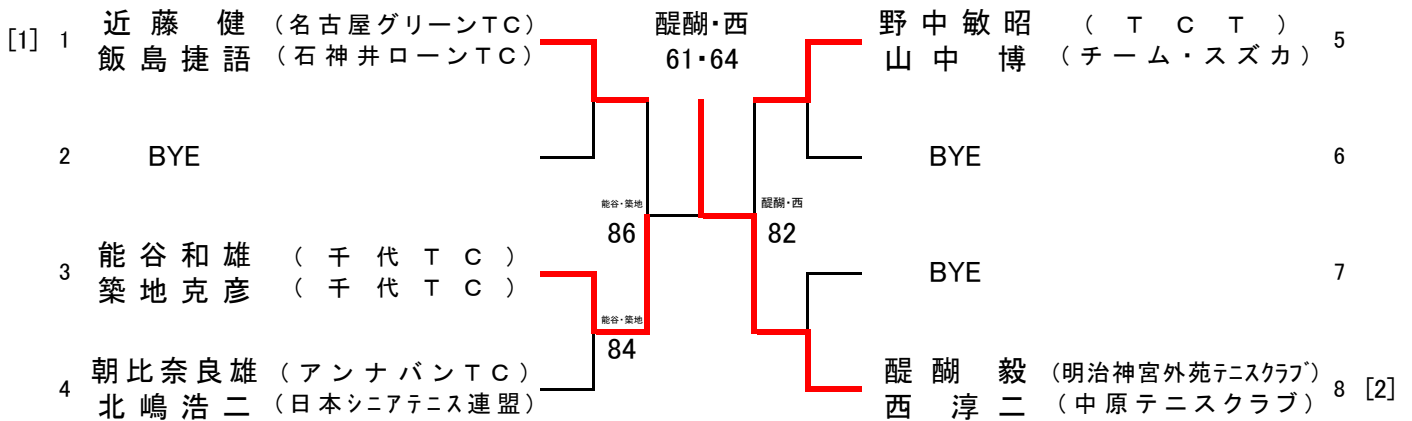 [1] 1 近藤 健 (名古屋グリーンTC)
飯島捷語 (石神井ローンTC)
2 BYE
3 能谷和雄 (千代TC)
築地克彦 (千代TC)
4 朝比奈良雄 (アンナバンTC)
北嶋浩二 (日本シニアテニス連盟)
能谷・築地
86
能谷・築地
84
醍醐・西
61・64
醍醐・西
82
野中敏昭 (TCT) 5
山中 博 (チーム・スズカ)
BYE 6
BYE 7
醍醐 毅 (明治神宮外苑テニスクラブ) 8 [2]
西 淳二 (中原テニスクラブ)